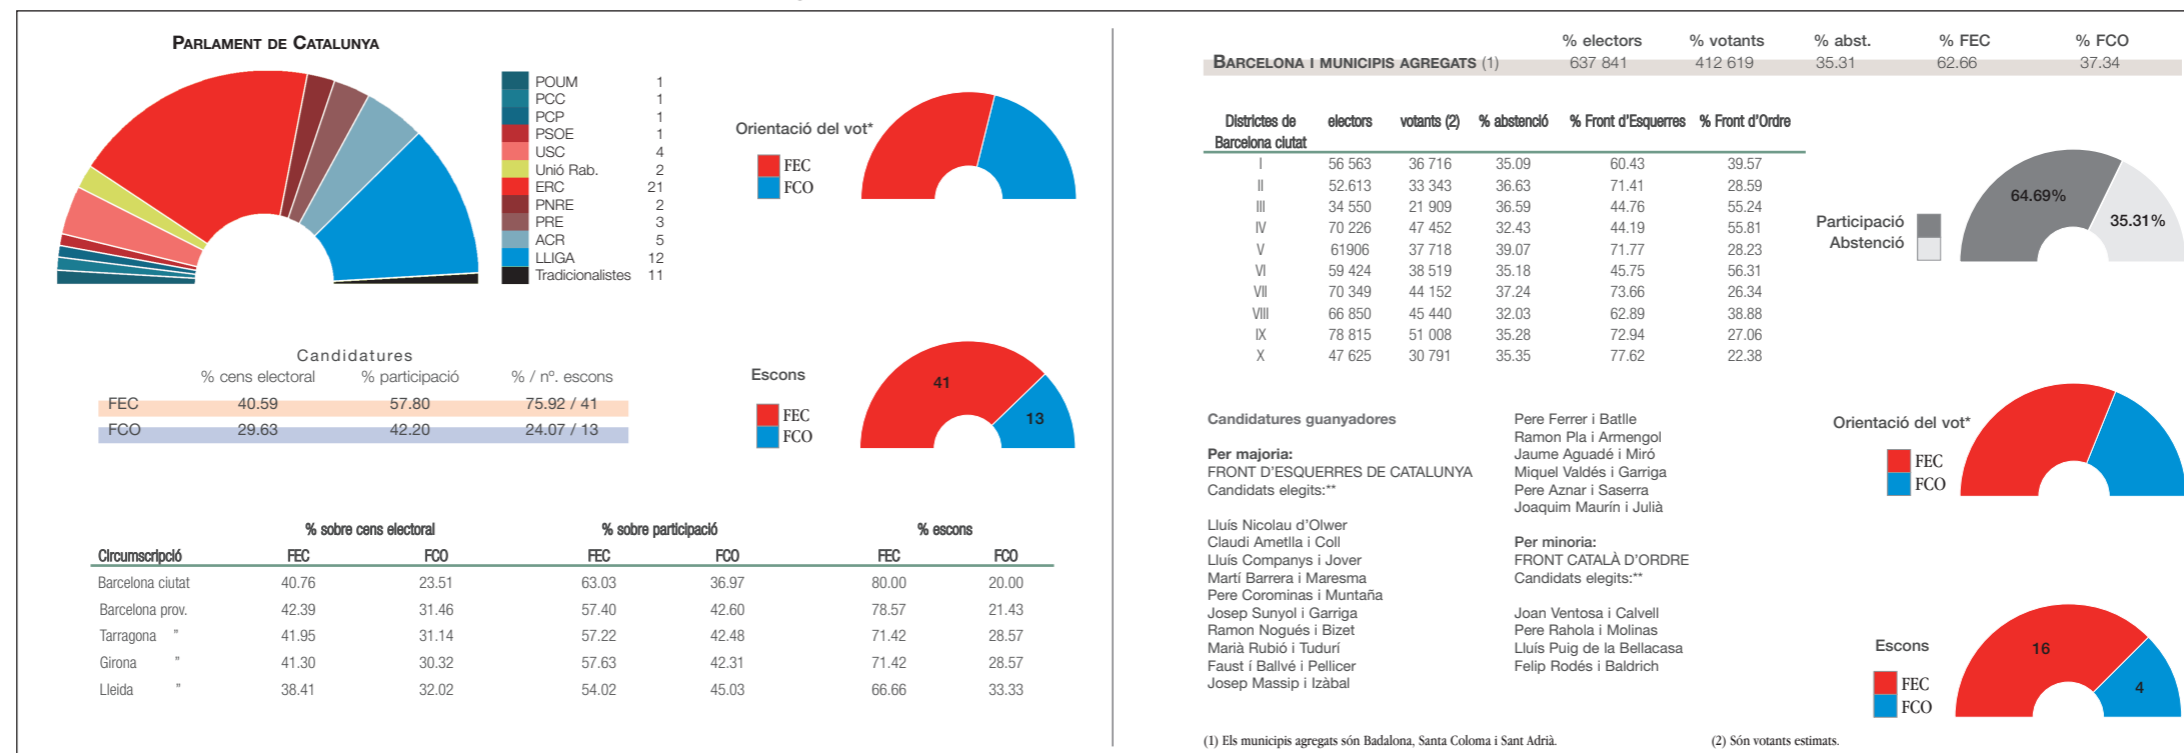 PARLAMENT DE CATALUNYA
POUM 1
PCC 1
PCP 1
PSOE 1
USC 4
Unió Rab. 2
ERC 21
PNRE 2
PRE 3
ACR 5
LLIGA 12
Tradicionalistes 11
Orientació del vot*
FEC
FCO
Candidatures
% cens electoral % participació % / nº. escons
FEC 40.59 57.80 75.92 / 41
FCO 29.63 42.20 24.07 / 13
Escons
FEC
FCO
41
13
% sobre cens electoral % sobre participació % escons
Circumscripció FEC FCO FEC FCO FEC FCO
Barcelona ciutat 40.76 23.51 63.03 36.97 80.00 20.00
Barcelona prov. 42.39 31.46 57.40 42.60 78.57 21.43
Tarragona " 41.95 31.14 57.22 42.48 71.42 28.57
Girona " 41.30 30.32 57.63 42.31 71.42 28.57
Lleida " 38.41 32.02 54.02 45.03 66.66 33.33
% electors % votants % abst. % FEC % FCO
BARCELONA I MUNICIPIS AGREGATS (1) 637 841 412 619 35.31 62.66 37.34
Districtes de electors votants (2) % abstenció % Front d'Esquerres % Front d'Ordre
Barcelona ciutat
I 56 563 36 716 35.09 60.43 39.57
II 52.613 33 343 36.63 71.41 28.59
III 34 550 21 909 36.59 44.76 55.24
IV 70 226 47 452 32.43 44.19 55.81
V 61906 37 718 39.07 71.77 28.23
VI 59 424 38 519 35.18 45.75 56.31
VII 70 349 44 152 37.24 73.66 26.34
VIII 66 850 45 440 32.03 62.89 38.88
IX 78 815 51 008 35.28 72.94 27.06
X 47 625 30 791 35.35 77.62 22.38
Participació
Abstenció
64.69%
35.31%
Candidatures guanyadores
Per majoria:
FRONT D'ESQUERRES DE CATALUNYA
Candidats elegits:**
Lluís Nicolau d'Olwer
Claudi Ametlla i Coll
Lluís Companys i Jover
Martí Barrera i Maresma
Pere Corominas i Muntaña
Josep Sunyol i Garriga
Ramon Nogués i Bizet
Marià Rubió i Tudurí
Faust í Ballvé i Pellicer
Josep Massip i Izàbal
Pere Ferrer i Batlle
Ramon Pla i Armengol
Jaume Aguadé i Miró
Miquel Valdés i Garriga
Pere Aznar i Saserra
Joaquim Maurín i Julià
Per minoria:
FRONT CATALÀ D'ORDRE
Candidats elegits:**
Joan Ventosa i Calvell
Pere Rahola i Molinas
Lluís Puig de la Bellacasa
Felip Rodés i Baldrich
Orientació del vot*
FEC
FCO
Escons
FEC
FCO
16
4
(1) Els municipis agregats són Badalona, Santa Coloma i Sant Adrià.
(2) Són votants estimats.